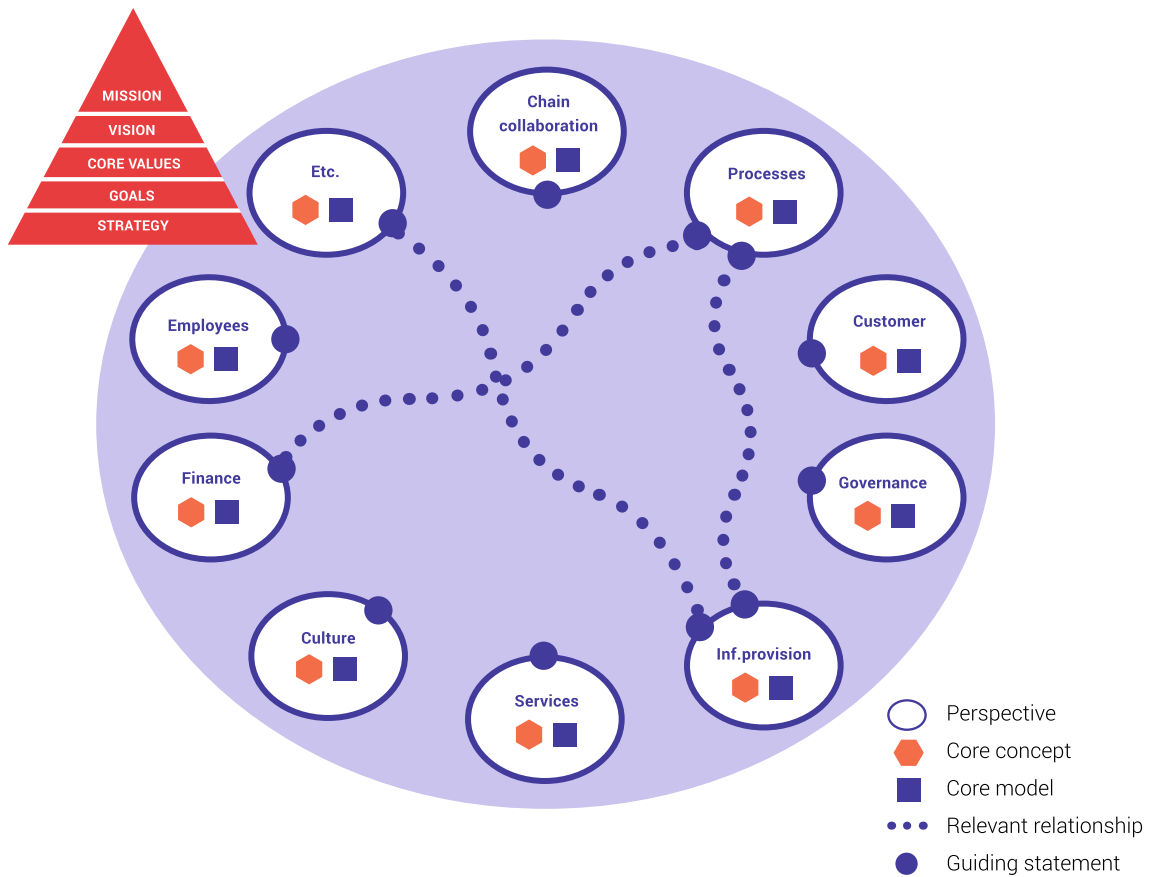 MISSION
VISION
CORE VALUES
GOALS
STRATEGY
Chain
collaboration
Etc.
Processes
Employees
Customer
Finance
Governance
Culture
Inf.provision
Services
Perspective
Core concept
Core model
Relevant relationship
Guiding statement